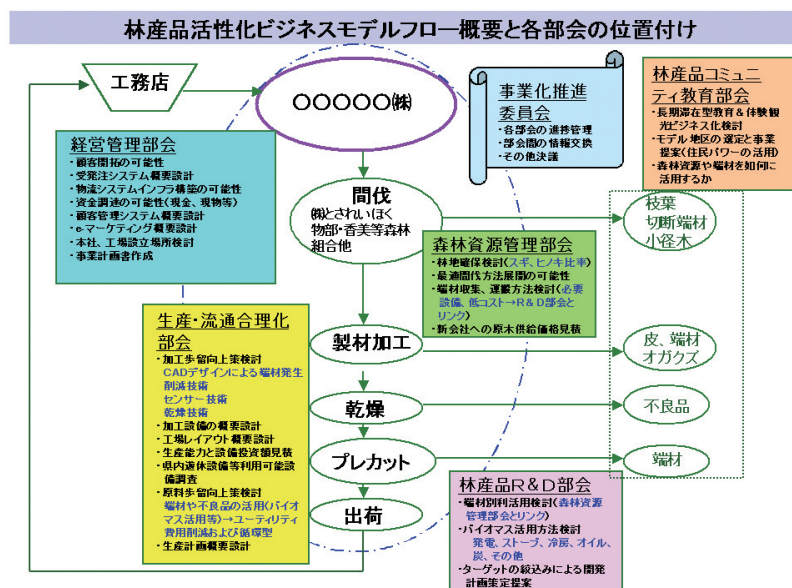 林産品活性化ビジネスモデルフロー概要と各部会の位置付け
工務店
〇〇〇〇〇㈱
事業化推進
委員会
・各部会の進捗管理
・部会間の情報交換
・その他決議
林産品コミュニ
ティ教育部会
・長期滞在型教育&体験観
光ビジネス化検討
・モデル地区の選定と事業
提案(住民パワーの活用)
・森林資源や端材を如何に
活用するか
経営管理部会
・顧客開拓の可能性
・受発注システム概要設計
・物流システムインフラ構築の可能性
・資金調達の可能性(現金、現物等)
・顧客管理システム概要設計
・e-マーケティング概要設計
・本社、工場設立場所検討
・事業計画書作成
間伐
㈱とされいほく
物部・香美等森林
組合他
枝葉
切断端材
小径木
森林資源管理部会
・林地確保検討(スギ、ヒノキ比率)
・最適間伐方法展開の可能性
・端材収集、運搬方法検討(必要
設備、低コスト→R&D部会と
リンク)
・新会社への原木供給価格見積
生産・流通合理化
部会
・加工歩留向上策検討
CADデザインによる端材発生
削減技術
センサー技術
乾燥技術
・加工設備の概要設計
・工場レイアウト概要設計
・生産能力と設備投資額見積
・県内遊休設備等利用可能設
備調査
・原料歩留向上策検討
端材や不良品の活用(バイオ
マス活用等)→ユーティリティ
費用削減および循環型
・生産計画概要設計
製材加工
皮、端材
オガクズ
乾燥
不良品
プレカット
端材
出荷
林産品R&D部会
・端材別利活用検討(森林資源
管理部会とリンク)
・バイオマス活用方法検討
発電、ストーブ、冷房、オイル、
炭、その他
・ターゲットの絞込みによる開発
計画策定提案